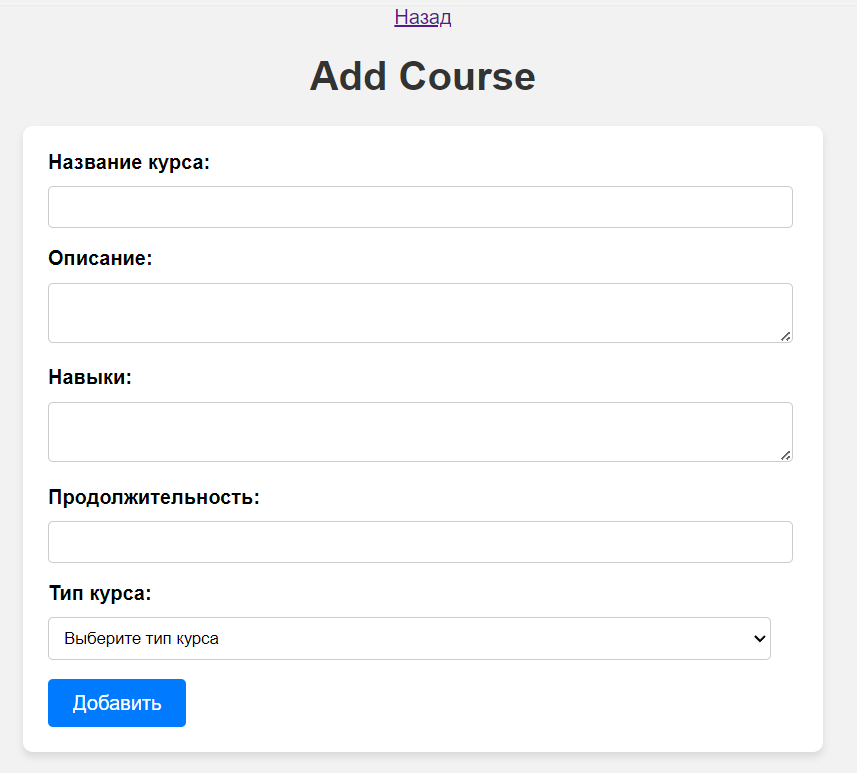 Назад
Add Course
Название курса:
Описание:
Навыки:
Продолжительность:
Тип курса:
Выберите тип курса
Добавить